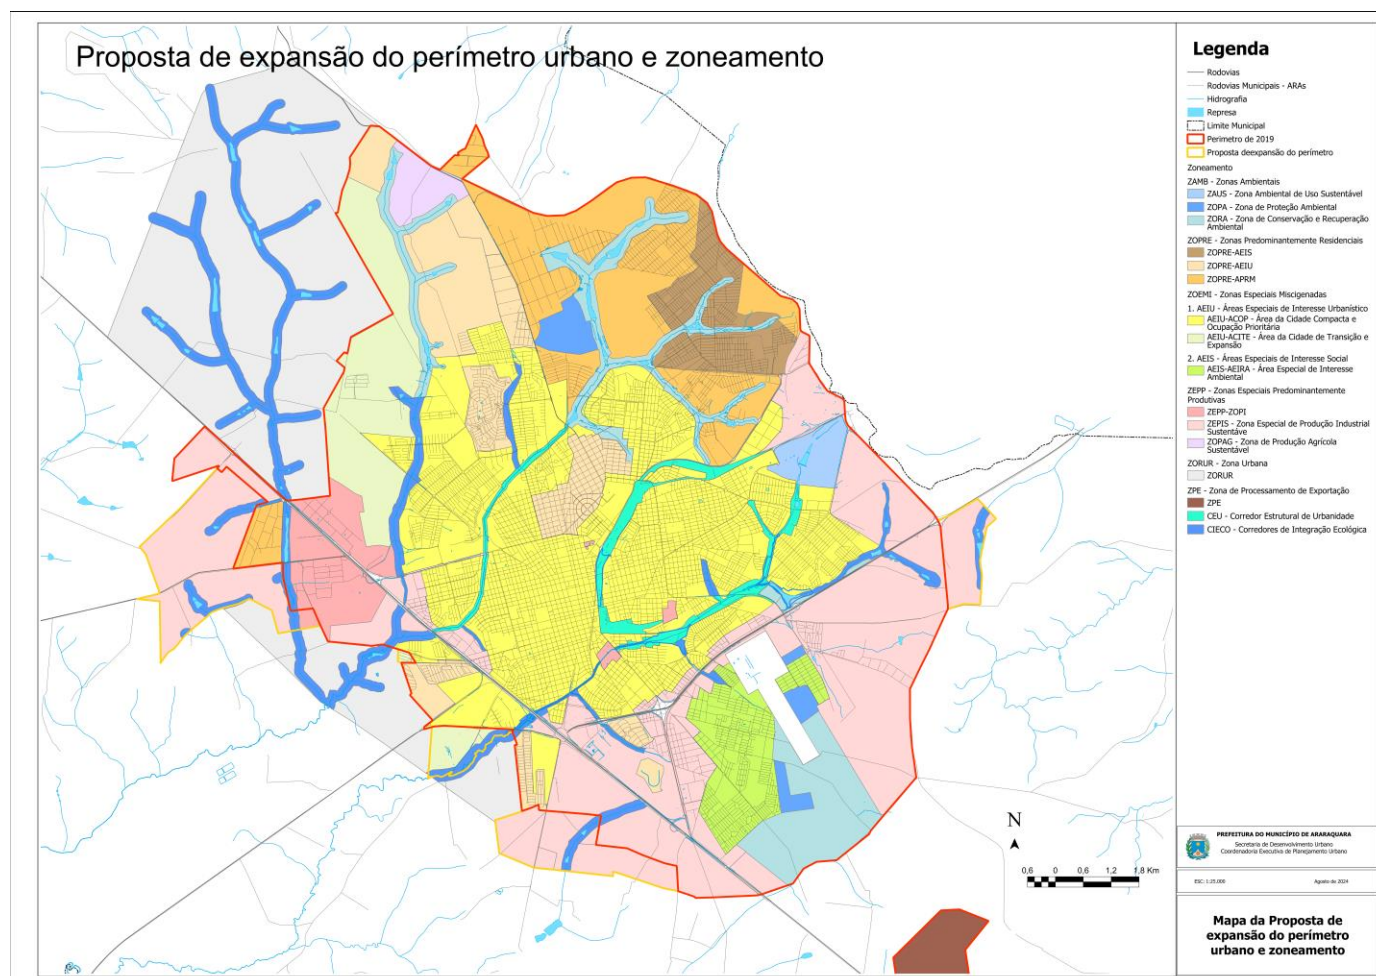 Proposta de expansão do perímetro urbano e zoneamento
Legenda
Rodovias
Rodovias Municipais - ARAs
Hidrografia
Represa
Limite Municipal
Perimetro de 2019
Proposta deexpansão do perímetro
Zoneamento
ZAMB - Zonas Ambientais
ZAUS - Zona Ambiental de Uso Sustentável
ZOPA - Zona de Proteção Ambiental
ZORA - Zona de Conservação e Recuperação
Ambiental
ZOPRE - Zonas Predominantemente Residenciais
ZOPRE-AEIS
ZOPRE-AEIU
ZOPRE-APRM
ZOEMI - Zonas Especiais Miscigenadas
1. AEIU - Áreas Especiais de Interesse Urbanístico
AEIU-ACOP - Área da Cidade Compacta e
Ocupação Prioritária
AEIU-ACITE - Área da Cidade de Transição e
Expansão
2. AEIS - Áreas Especiais de Interesse Social
AEIS-AEIRA - Área Especial de Interesse
Ambiental
ZEPP - Zonas Especiais Predominantemente
Produtivas
ZEPP-ZOPI
ZEPIS - Zona Especial de Produção Industrial
Sustentáve
ZOPAG - Zona de Produção Agrícola
Sustentável
ZORUR - Zona Urbana
ZORUR
ZPE - Zona de Processamento de Exportação
ZPE
CEU - Corredor Estrutural de Urbanidade
CIECO - Corredores de Integração Ecológica
N
0,6 0 0,6 1,2 1,8 Km
PREFEITURA DO MUNICÍPIO DE ARARAQUARA
Secretaria de Desenvolvimento Urbano
Coordenadoria Executiva de Planejamento Urbano
ESC: 1:25.000 Agosto de 2024
Mapa da Proposta de
expansão do perímetro
urbano e zoneamento